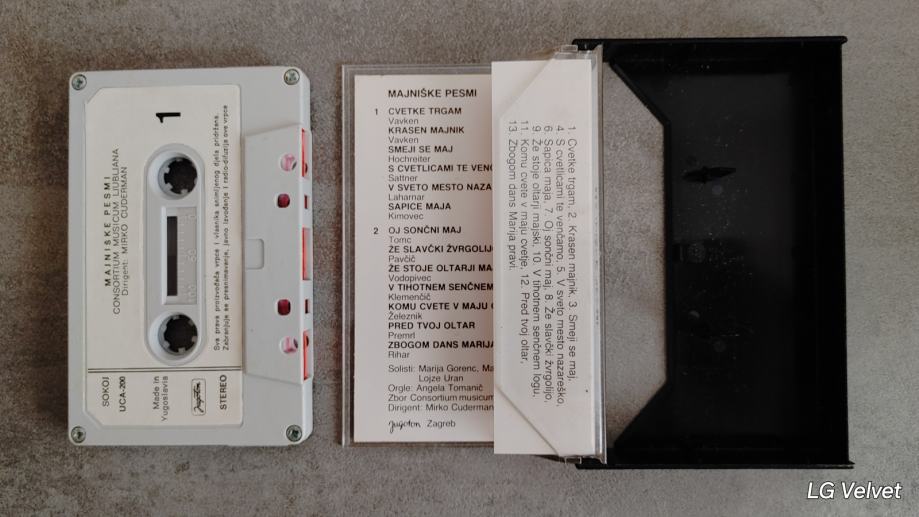 1
MAJNIŠKE PESMI
CONSORTIUM MUSICUM, LJUBLJANA
Dirigent: MIRKO CUDERMAN
50
Sva prava proizvođača vrpce i vlasnika snimljenog djela pridržana.
Zabranjuje se presnimavanje, javno izvođenje i radio-difuzija ove vrpce
SOKOJ
UCA-200
Made in
Yugoslavia
Jugoton
STEREO
MAJNIŠKE PESMI
1 CVETKE TRGAM
Vavken
KRASEN MAJNIK
Vavken
SMEJI SE MAJ
Hochreiter
S CVETLICAMI TE VENČ
Sattner
V SVETO MESTO NAZA
Laharnar
SAPICE MAJA
Kimovec
2 OJ SONČNI MAJ
Tomc
ŽE SLAVČKI ŽVRGOLIJ
Pavčič
ŽE STOJE OLTARJI MA
Vodopivec
V TIHOTNEM SENČNEM
Klemenčič
KOMU CVETE V MAJU
Železnik
PRED TVOJ OLTAR
Premrl
ZBOGOM DANS MARIJA
Rihar
Solisti: Marija Gorenc, Ma
Lojze Uran
Orgle: Angela Tomanič
Zbor Consortium musicum
Dirigent: Mirko Cuderman
Jugoton Zagreb
1. Cvetke trgam, 2. Krasen majnik, 3. Smeji se maj,
4. S cvetlicami te venčamo, 5. V sveto mesto nazareško,
6. Sapica maja, 7. Oj sončni maj, 8. Že slavčki žvrgolijo,
9. Že stoje oltarji majski, 10. V tihotnem senčnem logu,
11. Komu cvete v maju cvetje, 12. Pred tvoj oltar,
13. Zbogom dans Marija pravi.
LG Velvet